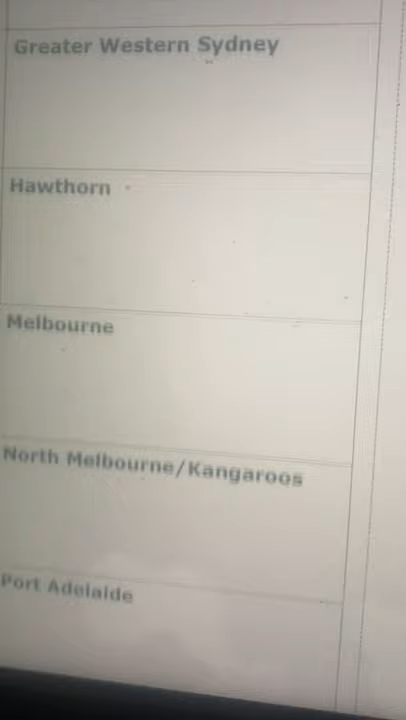 Greater Western Sydney
Hawthorn
Melbourne
North Melbourne/Kangaroos
Port Adelaide